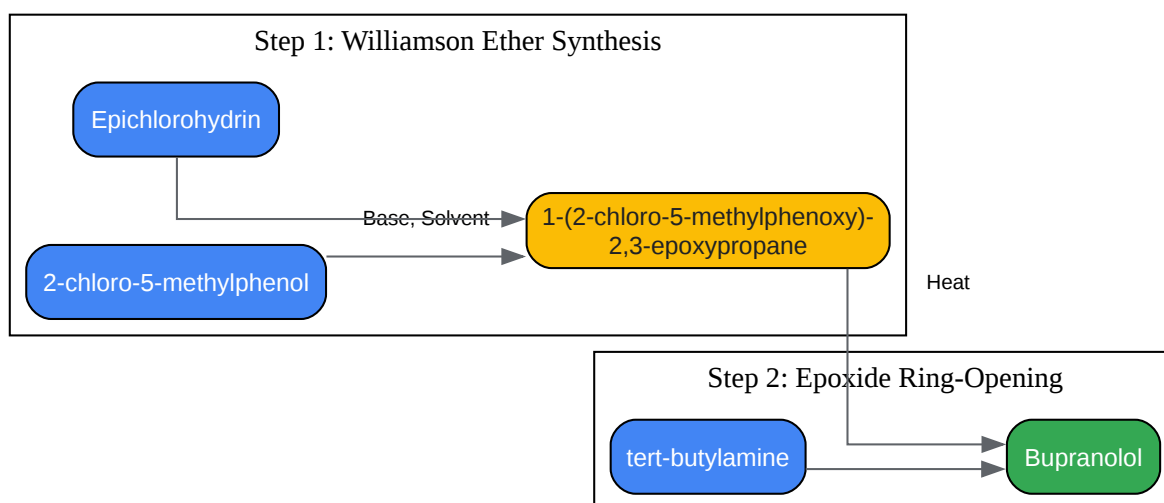 Step 1: Williamson Ether Synthesis
Epichlorohydrin
Base, Solvent
1-(2-chloro-5-methylphenoxy)-
2,3-epoxypropane
2-chloro-5-methylphenol
Heat
Step 2: Epoxide Ring-Opening
tert-butylamine
Bupranolol